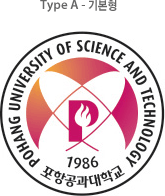 Type A - 기본형
POHANG UNIVERSITY OF SCIENCE AND TECHNOLOGY
1986
포항공과대학교